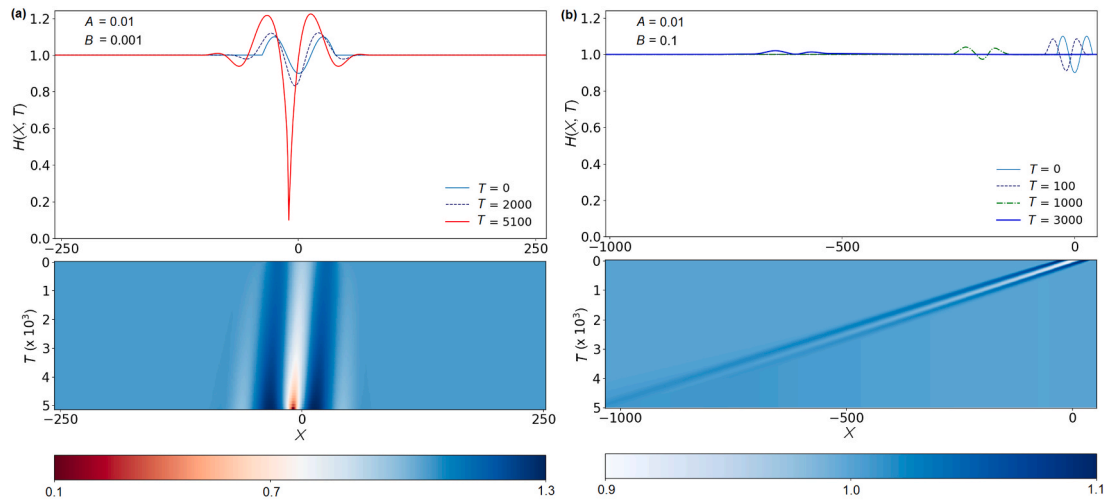 (a)
A = 0.01
B = 0.001
H(X, T)
1.2
1.0
0.8
0.6
0.4
0.2
0.0
T = 0
T = 2000
T = 5100
−250
0
250
T (x 10³)
0
1
2
3
4
5
−250
0
250
X
0.1
0.7
1.3
(b)
A = 0.01
B = 0.1
H(X, T)
1.2
1.0
0.8
0.6
0.4
0.2
0.0
T = 0
T = 100
T = 1000
T = 3000
−1000
−500
0
T (x 10³)
0
1
2
3
4
5
−1000
−500
0
X
0.9
1.0
1.1